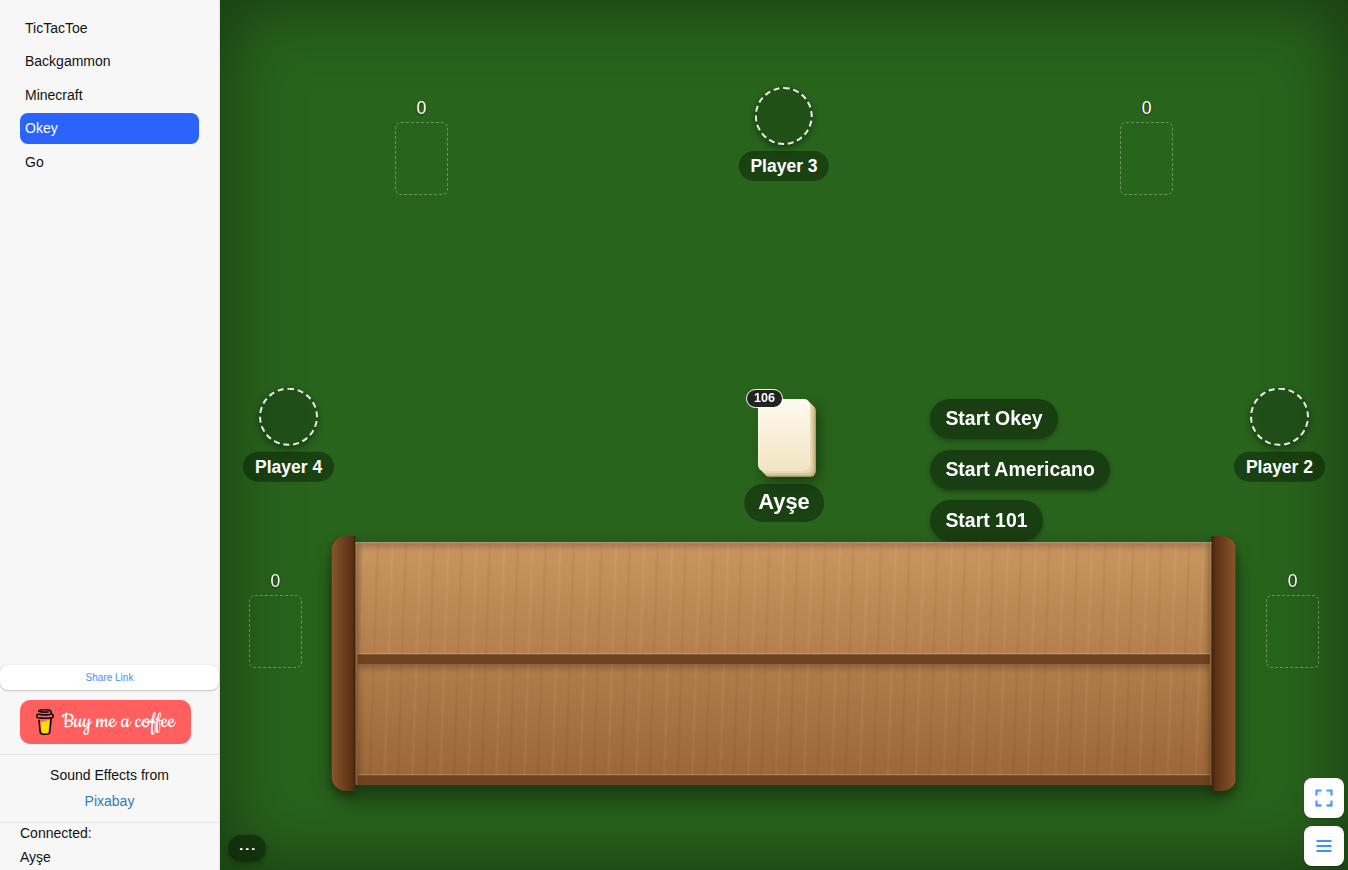 TicTacToe
Backgammon
Minecraft
Okey
Go
Share Link
Buy me a coffee
Sound Effects from
Pixabay
Connected:
Ayşe
0
Player 3
0
Player 4
106
Ayşe
Start Okey
Start Americano
Start 101
Player 2
0
0
...